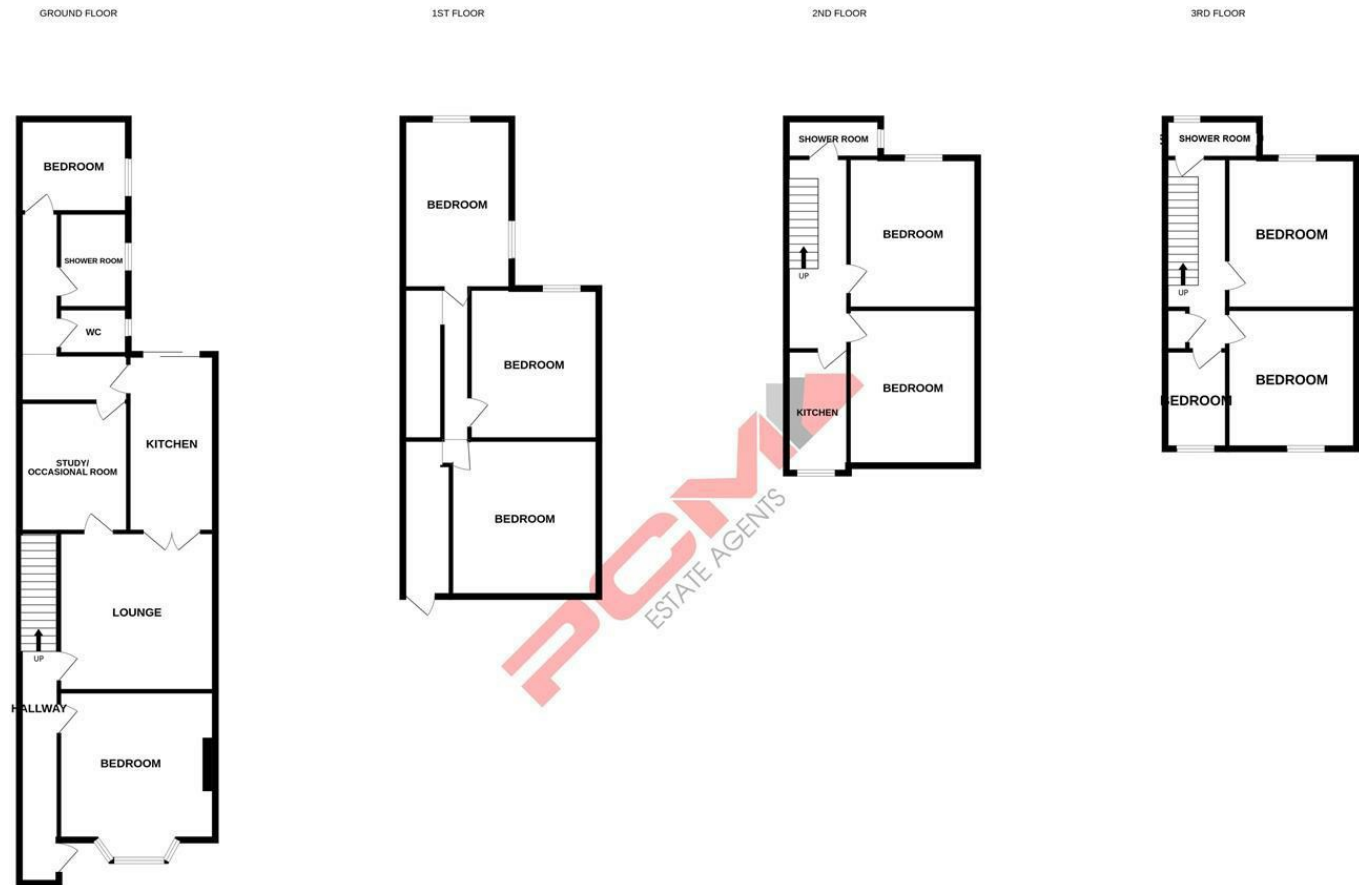 GROUND FLOOR
1ST FLOOR
2ND FLOOR
3RD FLOOR
BEDROOM
SHOWER ROOM
WC
KITCHEN
STUDY/
OCCASIONAL ROOM
LOUNGE
UP
HALLWAY
BEDROOM
BEDROOM
BEDROOM
BEDROOM
SHOWER ROOM
BEDROOM
UP
BEDROOM
KITCHEN
SHOWER ROOM
BEDROOM
UP
BEDROOM
BEDROOM
PCM
ESTATE AGENTS